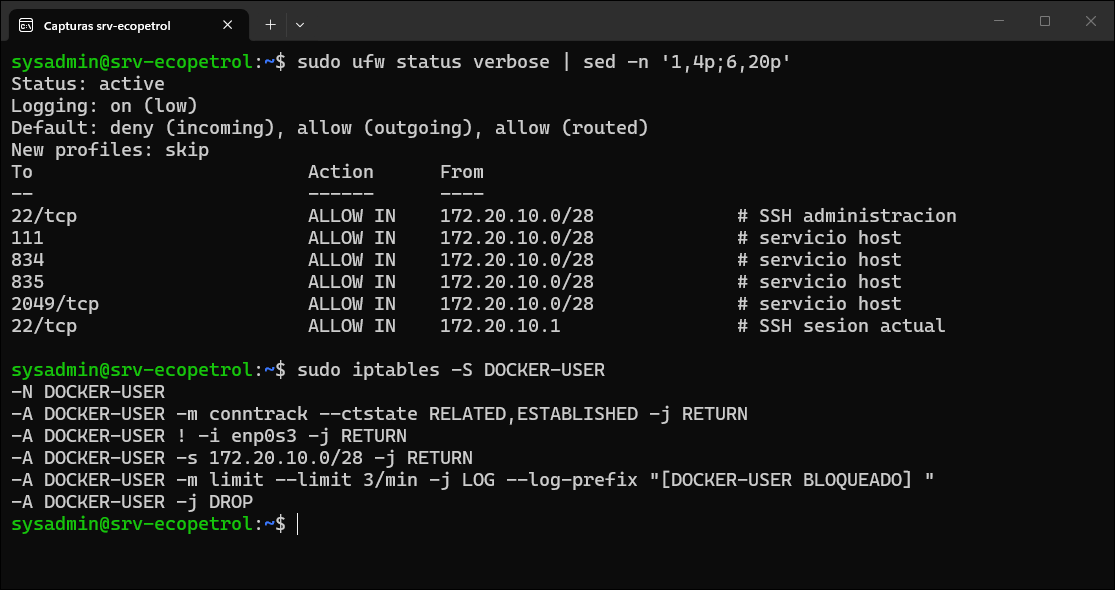 Capturas srv-ecopetrol
sysadmin@srv-ecopetrol:~$ sudo ufw status verbose | sed -n '1,4p;6,20p'
Status: active
Logging: on (low)
Default: deny (incoming), allow (outgoing), allow (routed)
New profiles: skip
To                         Action      From
--                         ------      ----
22/tcp                     ALLOW IN    172.20.10.0/28             # SSH administracion
111                        ALLOW IN    172.20.10.0/28             # servicio host
834                        ALLOW IN    172.20.10.0/28             # servicio host
835                        ALLOW IN    172.20.10.0/28             # servicio host
2049/tcp                   ALLOW IN    172.20.10.0/28             # servicio host
22/tcp                     ALLOW IN    172.20.10.1                # SSH sesion actual
sysadmin@srv-ecopetrol:~$ sudo iptables -S DOCKER-USER
-N DOCKER-USER
-A DOCKER-USER -m conntrack --ctstate RELATED,ESTABLISHED -j RETURN
-A DOCKER-USER ! -i enp0s3 -j RETURN
-A DOCKER-USER -s 172.20.10.0/28 -j RETURN
-A DOCKER-USER -m limit --limit 3/min -j LOG --log-prefix "[DOCKER-USER BLOQUEADO] "
-A DOCKER-USER -j DROP
sysadmin@srv-ecopetrol:~$